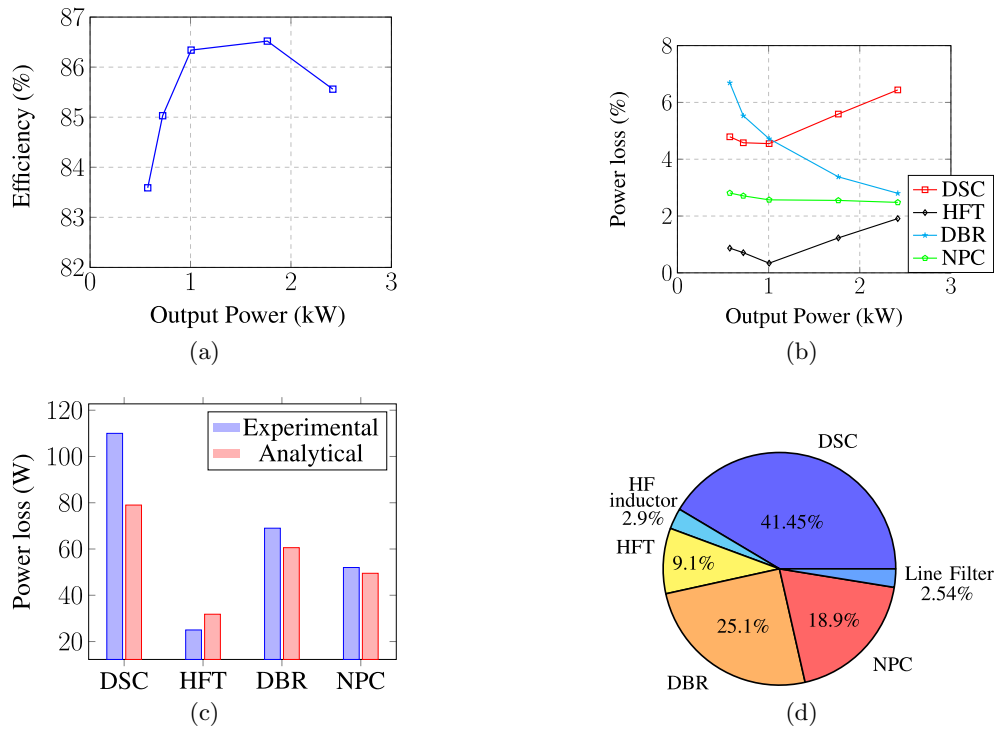 87
86
85
84
83
82
0
1
2
3
Efficiency (%)
Output Power (kW)
(a)
8
6
4
2
0
0
1
2
3
Power loss (%)
Output Power (kW)
DSC
HFT
DBR
NPC
(b)
120
100
80
60
40
20
Power loss (W)
Experimental
Analytical
DSC
HFT
DBR
NPC
(c)
DSC
41.45%
HF
inductor
2.9%
HFT
9.1%
DBR
25.1%
NPC
18.9%
Line Filter
2.54%
(d)